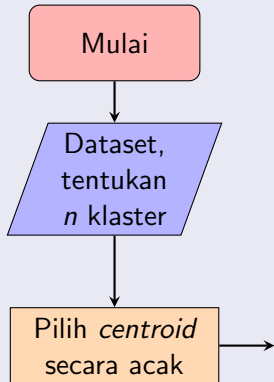 Mulai
Dataset,
tentukan
n klaster
Pilih centroid
secara acak